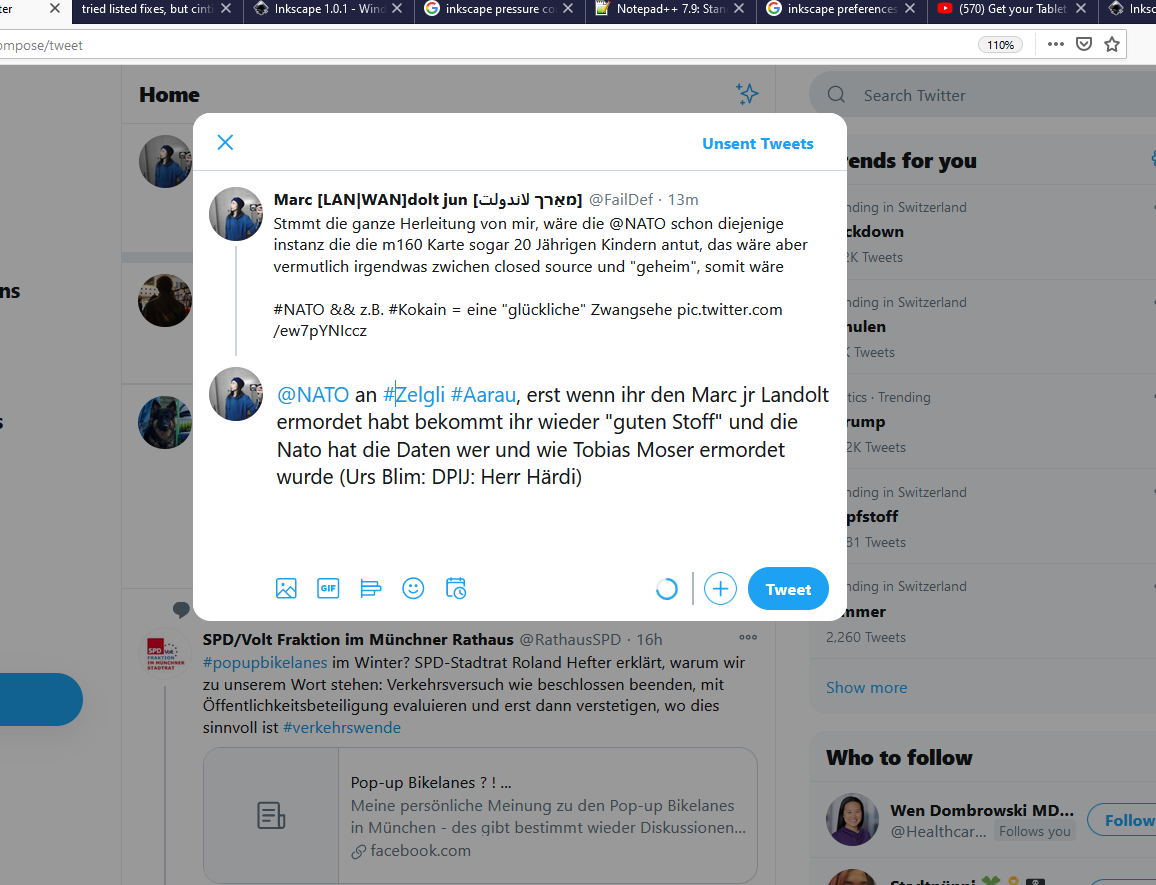 ter
tried listed fixes, but cinti
Inkscape 1.0.1 - Wind
inkscape pressure co
Notepad++ 7.9: Stan
inkscape preferences
(570) Get your Tablet
Inksc
ompose/tweet
110%
Home
Search Twitter
Unsent Tweets
ends for you
Marc [LAN|WAN]dolt jun [מאַרך לאַנדולט] @FailDef · 13m
Stmmt die ganze Herleitung von mir, wäre die @NATO schon diejenige
instanz die die m160 Karte sogar 20 Jährigen Kindern antut, das wäre aber
vermutlich irgendwas zwichen closed source und "geheim", somit wäre
#NATO && z.B. #Kokain = eine "glückliche" Zwangsehe pic.twitter.com
/ew7pYNIccz
@NATO an #Zelgli #Aarau, erst wenn ihr den Marc jr Landolt
ermordet habt bekommt ihr wieder "guten Stoff" und die
Nato hat die Daten wer und wie Tobias Moser ermordet
wurde (Urs Blim: DPIJ: Herr Härdi)
GIF
Tweet
ns
s
nding in Switzerland
ckdown
2K Tweets
nding in Switzerland
hulen
K Tweets
tics · Trending
rump
2K Tweets
nding in Switzerland
pfstoff
31 Tweets
nding in Switzerland
mmer
2,260 Tweets
Show more
SPD/Volt Fraktion im Münchner Rathaus @RathausSPD · 16h
#popupbikelanes im Winter? SPD-Stadtrat Roland Hefter erklärt, warum wir
zu unserem Wort stehen: Verkehrsversuch wie beschlossen beenden, mit
Öffentlichkeitsbeteiligung evaluieren und erst dann verstetigen, wo dies
sinnvoll ist #verkehrswende
SPD Volt
FRAKTION
IM MÜNCHNER
STADTRAT
Pop-up Bikelanes ? ! ...
Meine persönliche Meinung zu den Pop-up Bikelanes
in München - des gibt bestimmt wieder Diskussionen...
facebook.com
Who to follow
Wen Dombrowski MD...
@Healthcar... Follows you
Follow